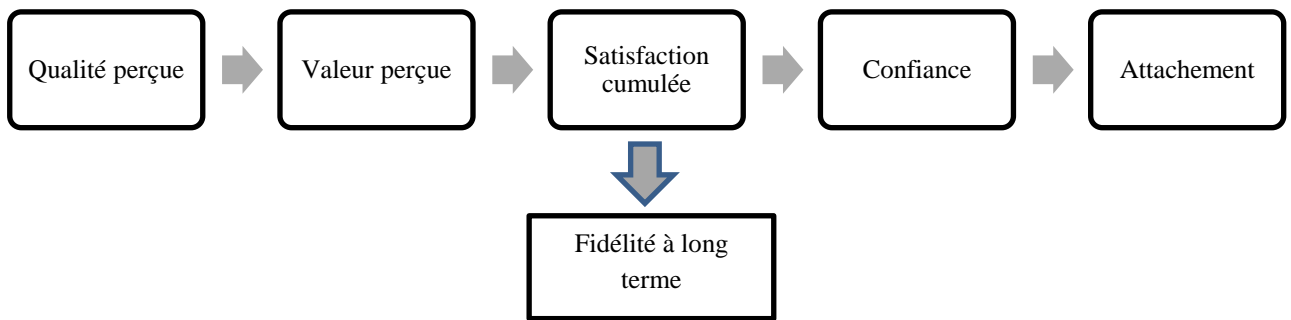 Qualité perçue
Valeur perçue
Satisfaction
cumulée
Confiance
Attachement
Fidélité à long
terme